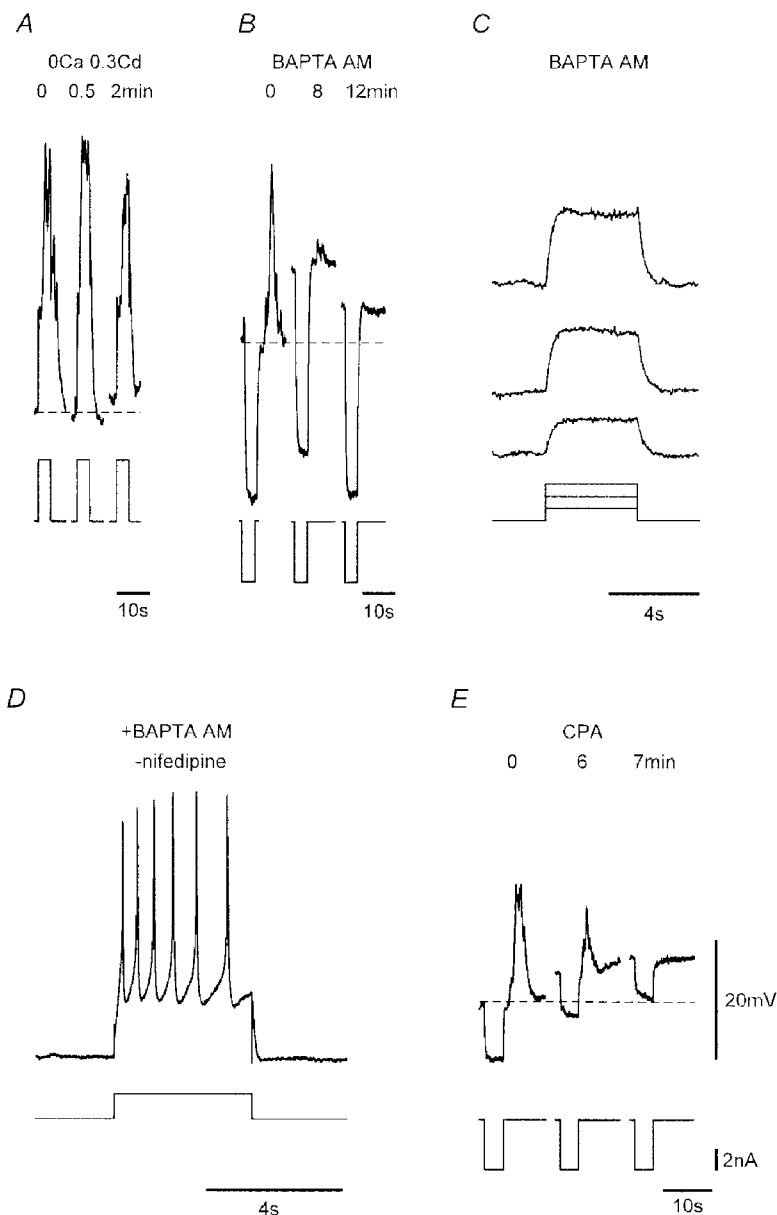 A
0Ca 0.3Cd
0 0.5 2min
10s
B
BAPTA AM
0 8 12min
10s
C
BAPTA AM
4s
D
+BAPTA AM
-nifedipine
4s
E
CPA
0 6 7min
20mV
2nA
10s